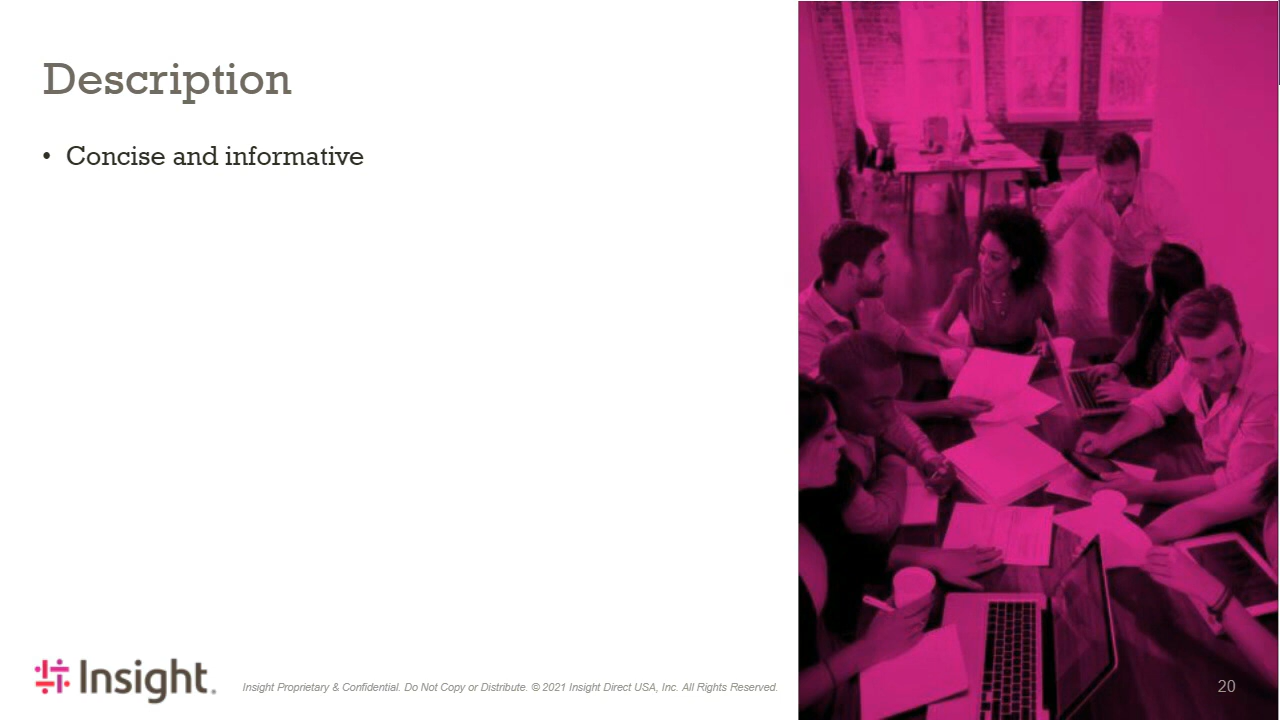 Description
• Concise and informative
Insight.
Insight Proprietary & Confidential. Do Not Copy or Distribute. © 2021 Insight Direct USA, Inc. All Rights Reserved.
20